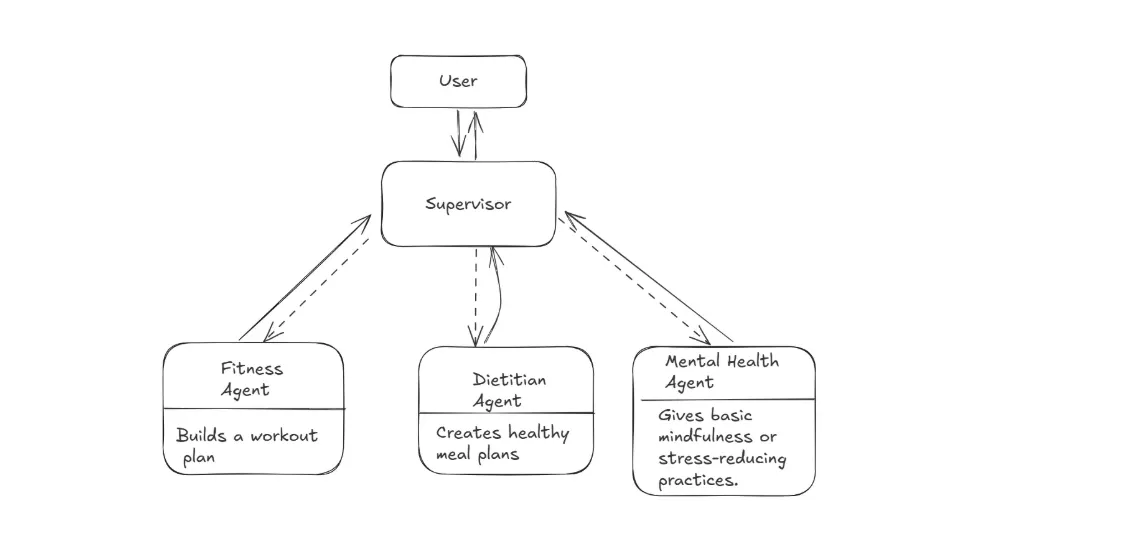 User
Supervisor
Fitness
Agent
Builds a workout
plan
Dietitian
Agent
Creates healthy
meal plans
Mental Health
Agent
Gives basic
mindfulness or
stress-reducing
practices.